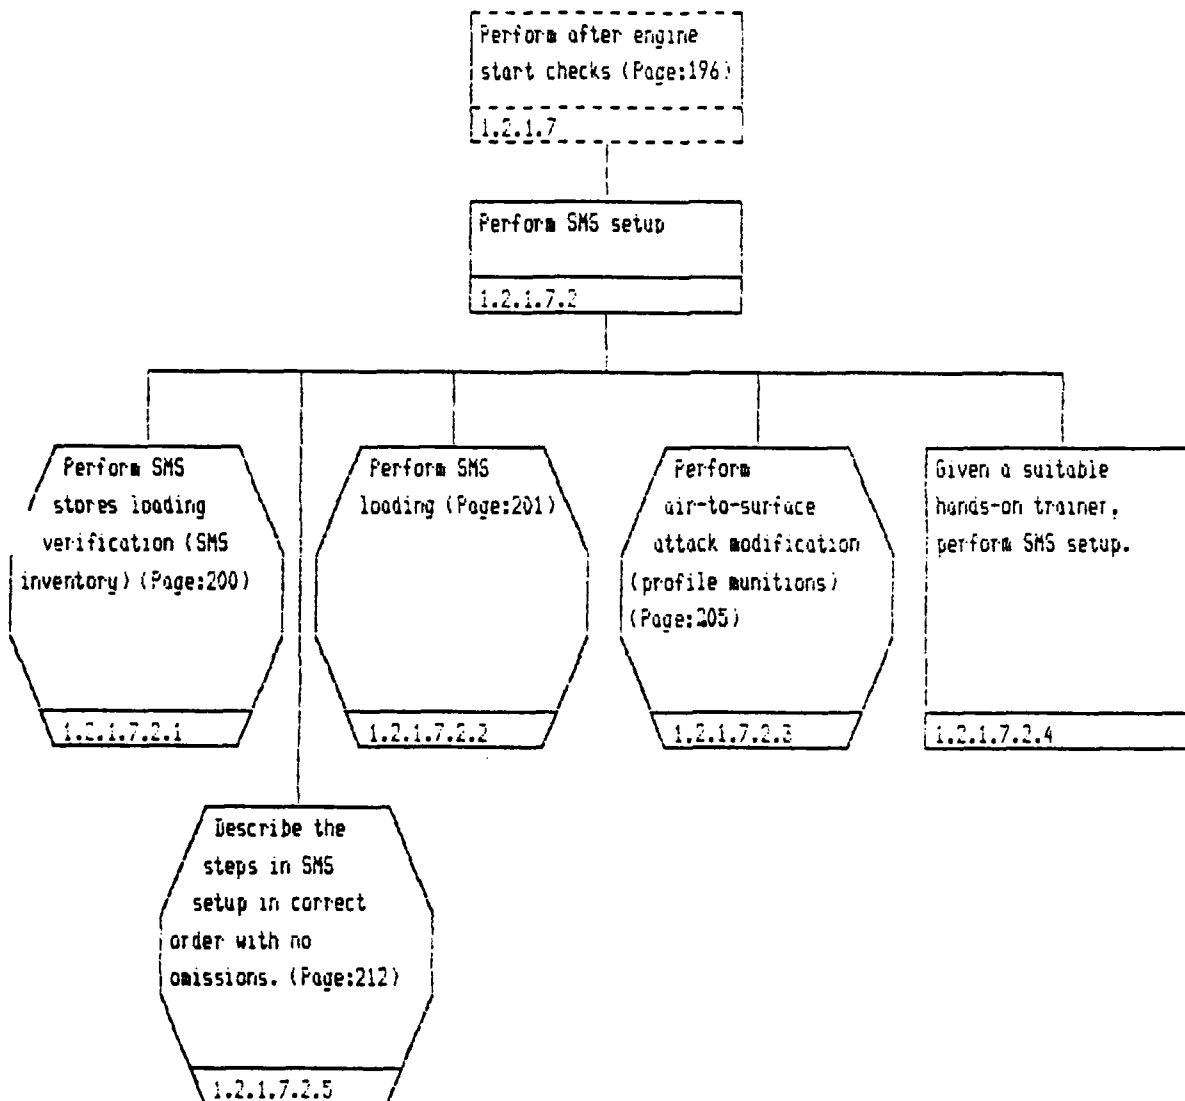 Perform after engine
start checks (Page:196)
1.2.1.7
Perform SMS setup
1.2.1.7.2
Perform SMS
stores loading
verification (SMS
inventory) (Page:200)
1.2.1.7.2.1
Perform SMS
loading (Page:201)
1.2.1.7.2.2
Perform
air-to-surface
attack modification
(profile munitions)
(Page:205)
1.2.1.7.2.3
Given a suitable
hands-on trainer,
perform SMS setup.
1.2.1.7.2.4
Describe the
steps in SMS
setup in correct
order with no
omissions. (Page:212)
1.2.1.7.2.5